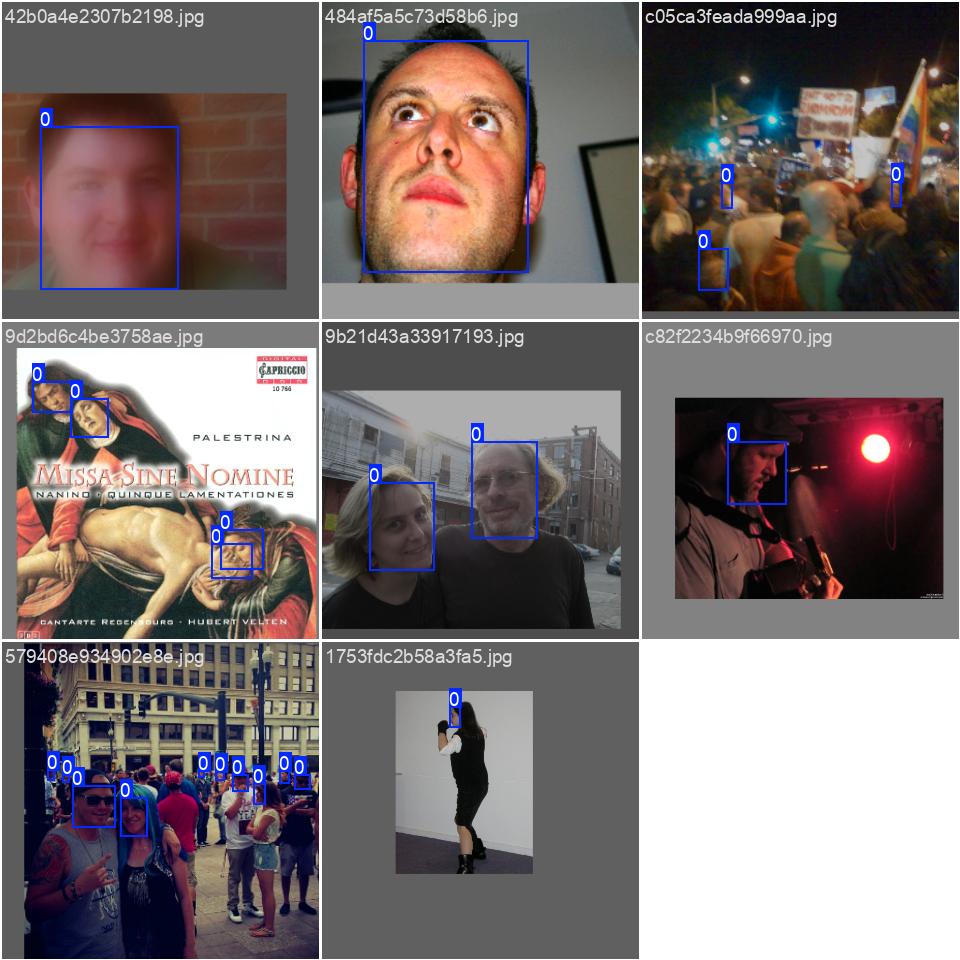 42b0a4e2307b2198.jpg
484af5a5c73d58b6.jpg
c05ca3feada999aa.jpg
0
0
0
0
0
9d2bd6c4be3758ae.jpg
9b21d43a33917193.jpg
c82f2234b9f66970.jpg
DIGITAL
CAPRICCIO
DIGITAL
10 766
0
0
PALESTRINA
MISSA SINE NOMINE
NANINO • QUINQUE LAMENTATIONES
0
0
CANTARTE REGENSBURG · HUBERT VELTEN
0
0
0
579408e934902e8e.jpg
1753fdc2b58a3fa5.jpg
0
0
0
0
0
0
0
0
0
0
0